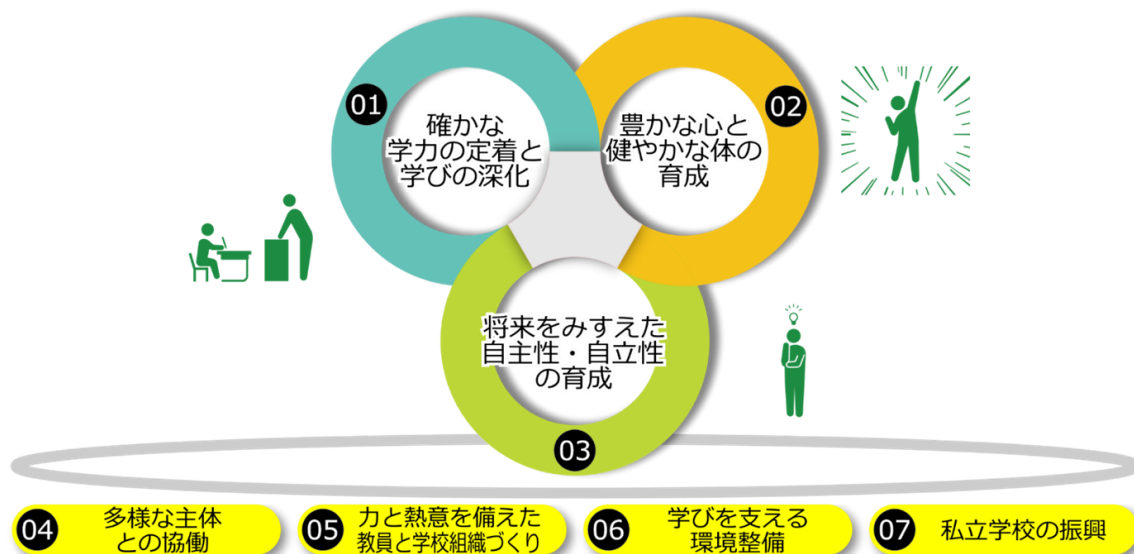 01
確かな
学力の定着と
学びの深化
02
豊かな心と
健やかな体の
育成
将来をみすえた
自主性・自立性
の育成
03
04
多様な主体
との協働
05
力と熱意を備えた
教員と学校組織づくり
06
学びを支える
環境整備
07
私立学校の振興